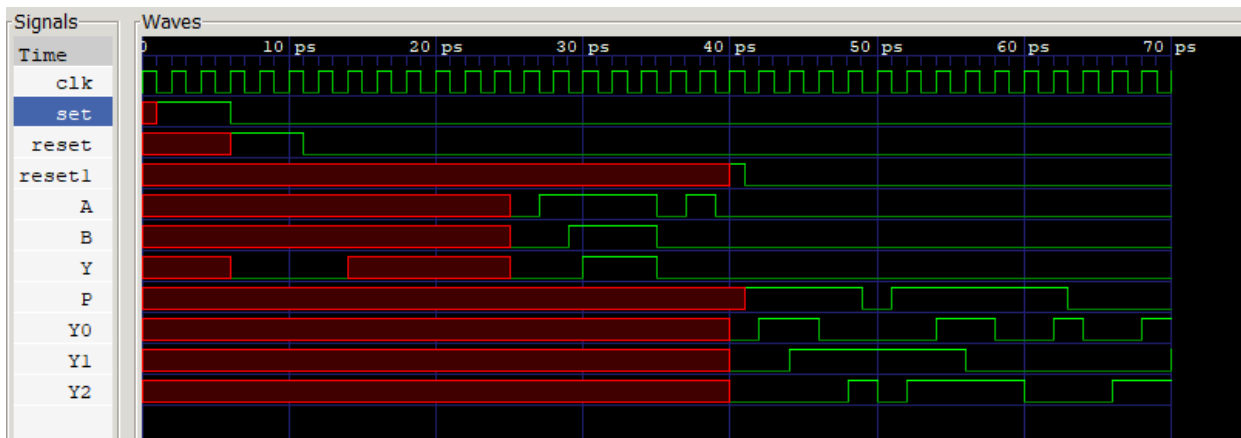 Signals Waves
Time 0 10 ps 20 ps 30 ps 40 ps 50 ps 60 ps 70 ps
clk
set
reset
reset1
A
B
Y
P
Y0
Y1
Y2